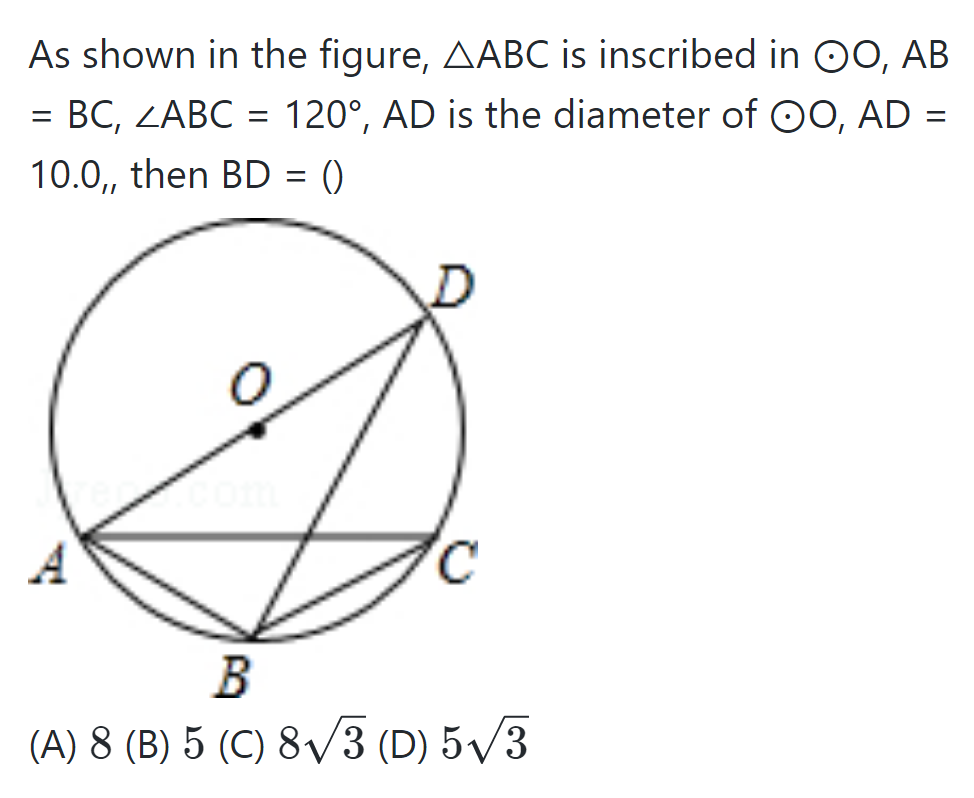 As shown in the figure, △ABC is inscribed in ⊙O, AB
= BC, ∠ABC = 120°, AD is the diameter of ⊙O, AD =
10.0,, then BD = ()
D
O
A
C
B
(A) 8 (B) 5 (C) 8√3 (D) 5√3